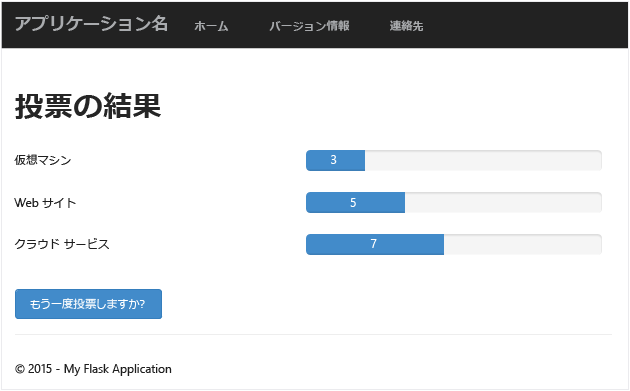 アプリケーション名 ホーム バージョン情報 連絡先
投票の結果
仮想マシン 3
Web サイト 5
クラウド サービス 7
もう一度投票しますか?
© 2015 - My Flask Application